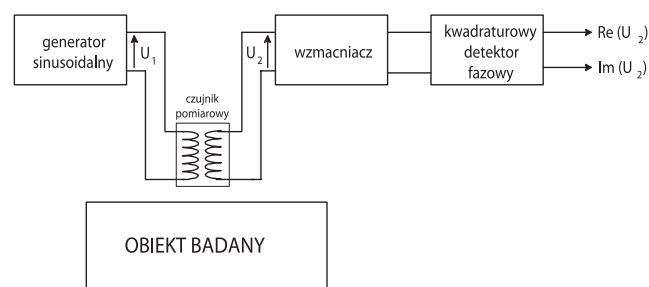 generator
sinusoidalny
U1
czujnik
pomiarowy
U2
wzmacniacz
kwadraturowy
detektor
fazowy
Re (U2)
Im (U2)
OBIEKT BADANY